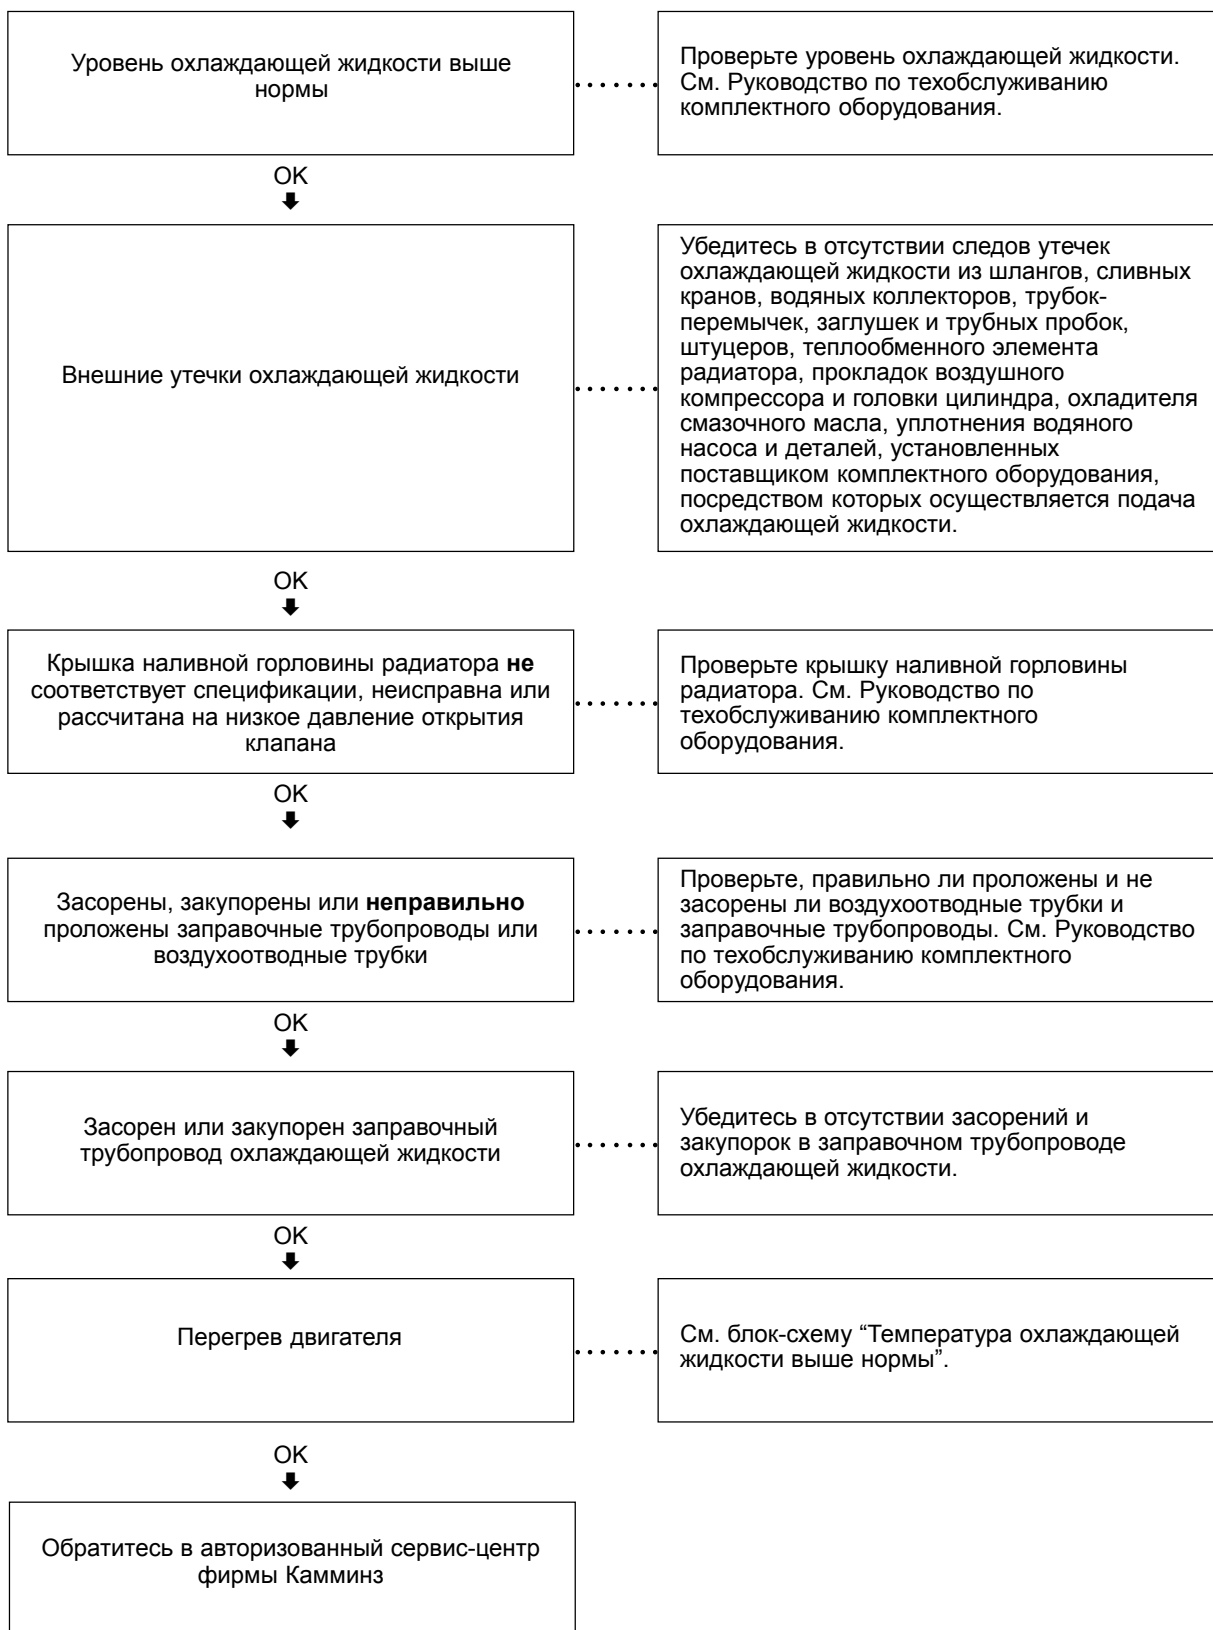 Уровень охлаждающей жидкости выше
нормы
Проверьте уровень охлаждающей жидкости.
См. Руководство по техобслуживанию
комплектного оборудования.
OK
Внешние утечки охлаждающей жидкости
Убедитесь в отсутствии следов утечек
охлаждающей жидкости из шлангов, сливных
кранов, водяных коллекторов, трубок-
перемычек, заглушек и трубных пробок,
штуцеров, теплообменного элемента
радиатора, прокладок воздушного
компрессора и головки цилиндра, охладителя
смазочного масла, уплотнения водяного
насоса и деталей, установленных
поставщиком комплектного оборудования,
посредством которых осуществляется подача
охлаждающей жидкости.
OK
Крышка наливной горловины радиатора не
соответствует спецификации, неисправна или
рассчитана на низкое давление открытия
клапана
Проверьте крышку наливной горловины
радиатора. См. Руководство по
техобслуживанию комплектного
оборудования.
OK
Засорены, закупорены или неправильно
проложены заправочные трубопроводы или
воздухоотводные трубки
Проверьте, правильно ли проложены и не
засорены ли воздухоотводные трубки и
заправочные трубопроводы. См. Руководство
по техобслуживанию комплектного
оборудования.
OK
Засорен или закупорен заправочный
трубопровод охлаждающей жидкости
Убедитесь в отсутствии засорений и
закупорок в заправочном трубопроводе
охлаждающей жидкости.
OK
Перегрев двигателя
См. блок-схему “Температура охлаждающей
жидкости выше нормы”.
OK
Обратитесь в авторизованный сервис-центр
фирмы Камминз